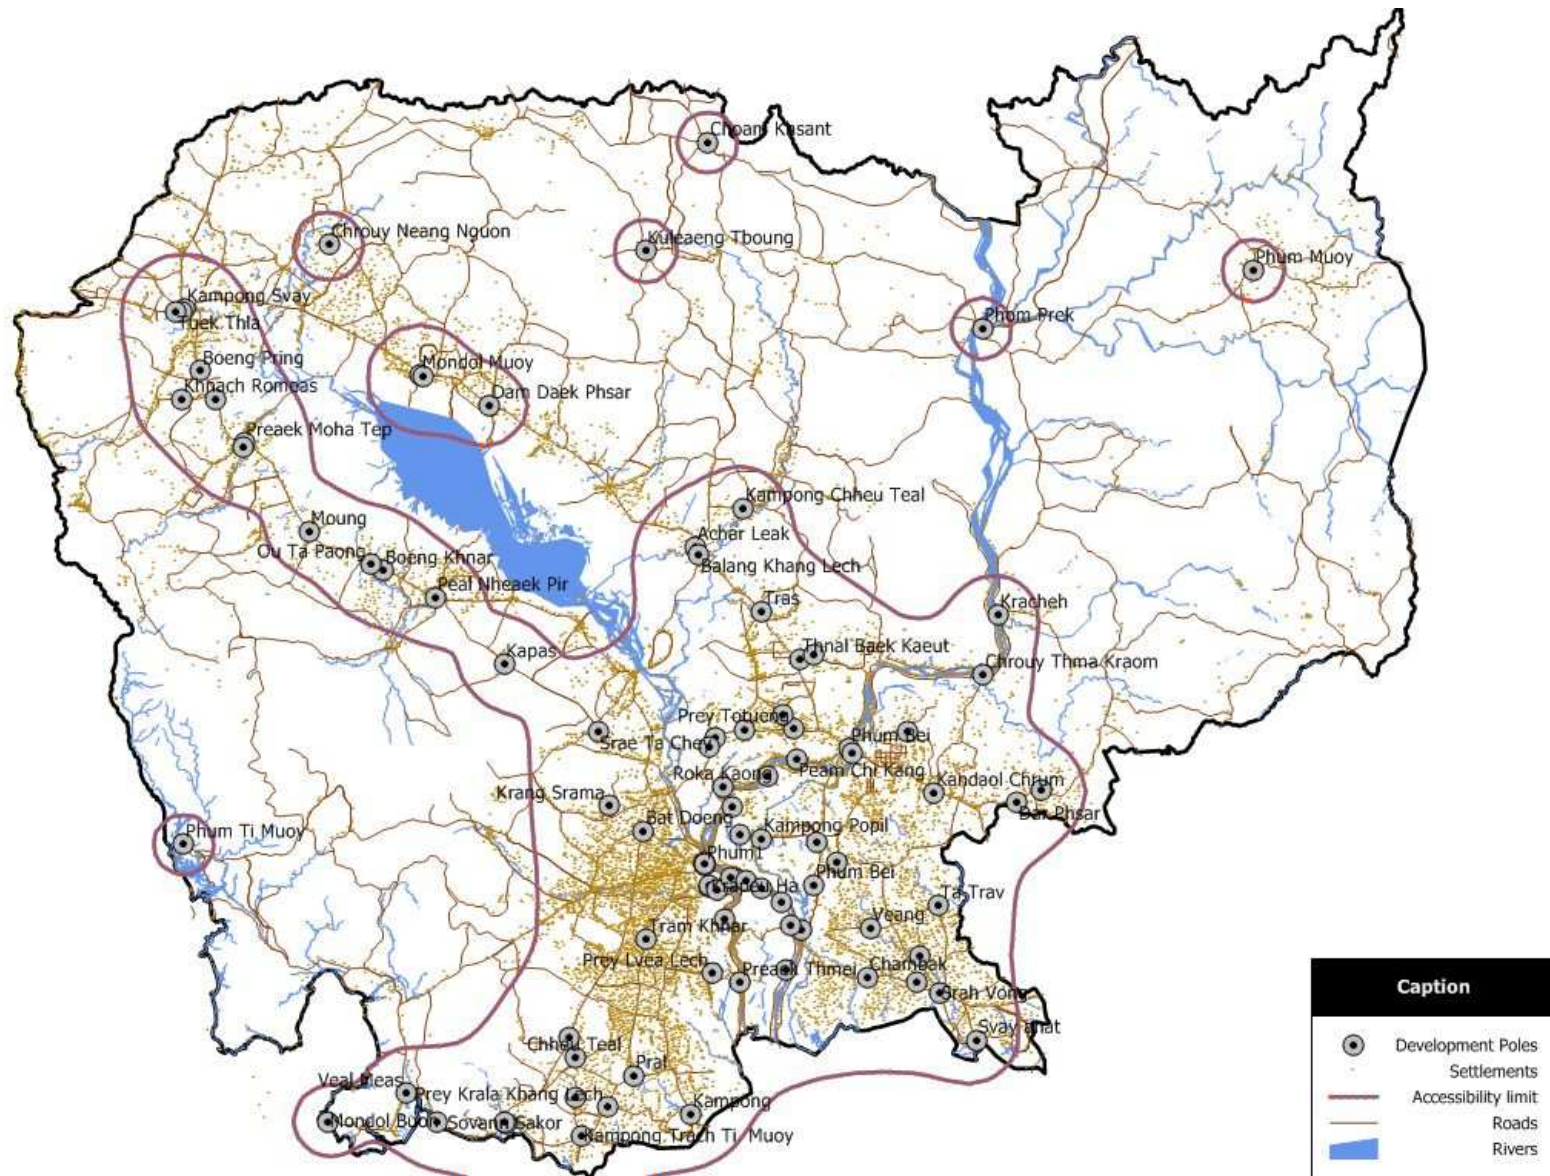 Choam Ksant
Chrouy Neang Nguon
Kuleaeng Tboung
Phum Muoy
Kampong Svay
Tuek Thla
Phom Prek
Boeng Pring
Mondol Muoy
Khnach Romeas
Dam Daek Phsar
Preaek Moha Tep
Kampong Chheu Teal
Moung
Achar Leak
Ou Ta Paong
Boeng Khnar
Balang Khang Lech
Peal Nheaek Pir
Tras
Kracheh
Thnal Baek Kaeut
Kapas
Chrouy Thma Kraom
Prey Totueng
Srae Ta Chey
Phum Bei
Peam Chi Kang
Roka Kaong
Kandaol Chrum
Krang Srama
Dar Phsar
Bat Doeng
Kampong Popil
Phum Ti Muoy
Phum1
Krapeu Ha
Phum Bei
Ta Trav
Tram Khnar
Veang
Prey Lvea Lech
Preaek Thmei
Chambak
Srah Vong
Svay
Chheu Teal
Pral
Veal Meas
Prey Krala Khang Lech
Mondol Buon
Sovann Sakor
Kampong
Kampong Trach Ti Muoy
Caption
Development Poles
Settlements
Accessibility limit
Roads
Rivers